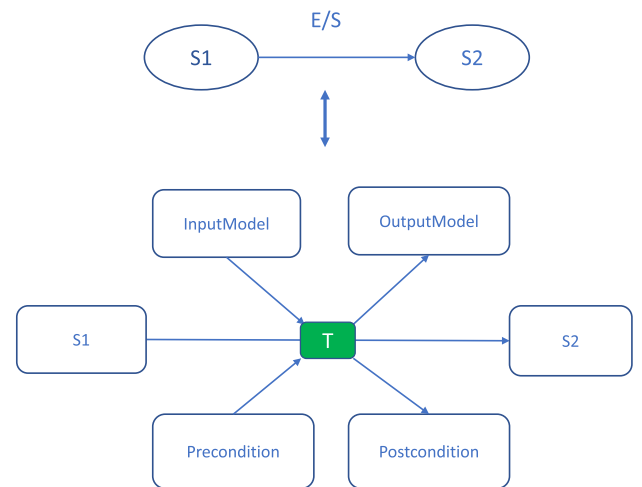 E/S
S1
S2
InputModel
OutputModel
S1
T
S2
Precondition
Postcondition